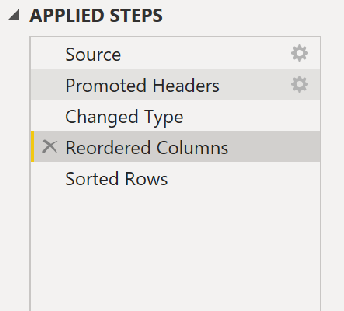 APPLIED STEPS
Source
Promoted Headers
Changed Type
Reordered Columns
Sorted Rows